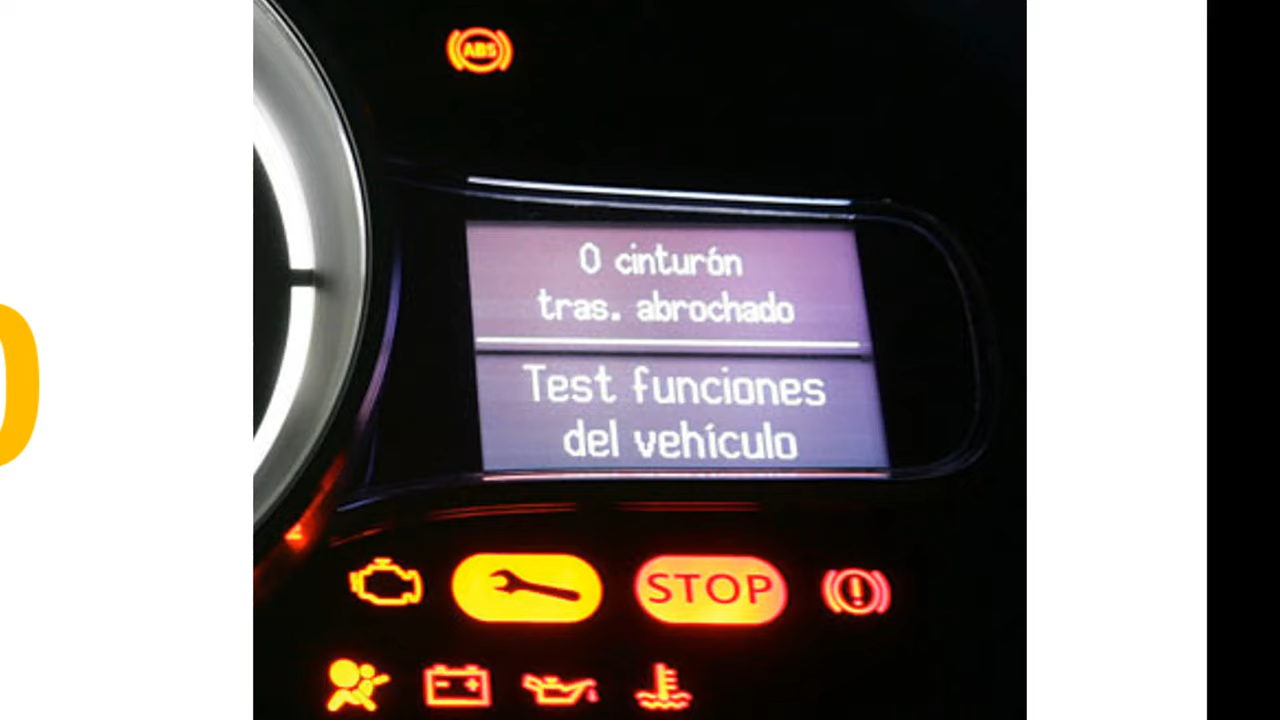 ABS
0 cinturón
tras. abrochado
Test funciones
del vehículo
STOP